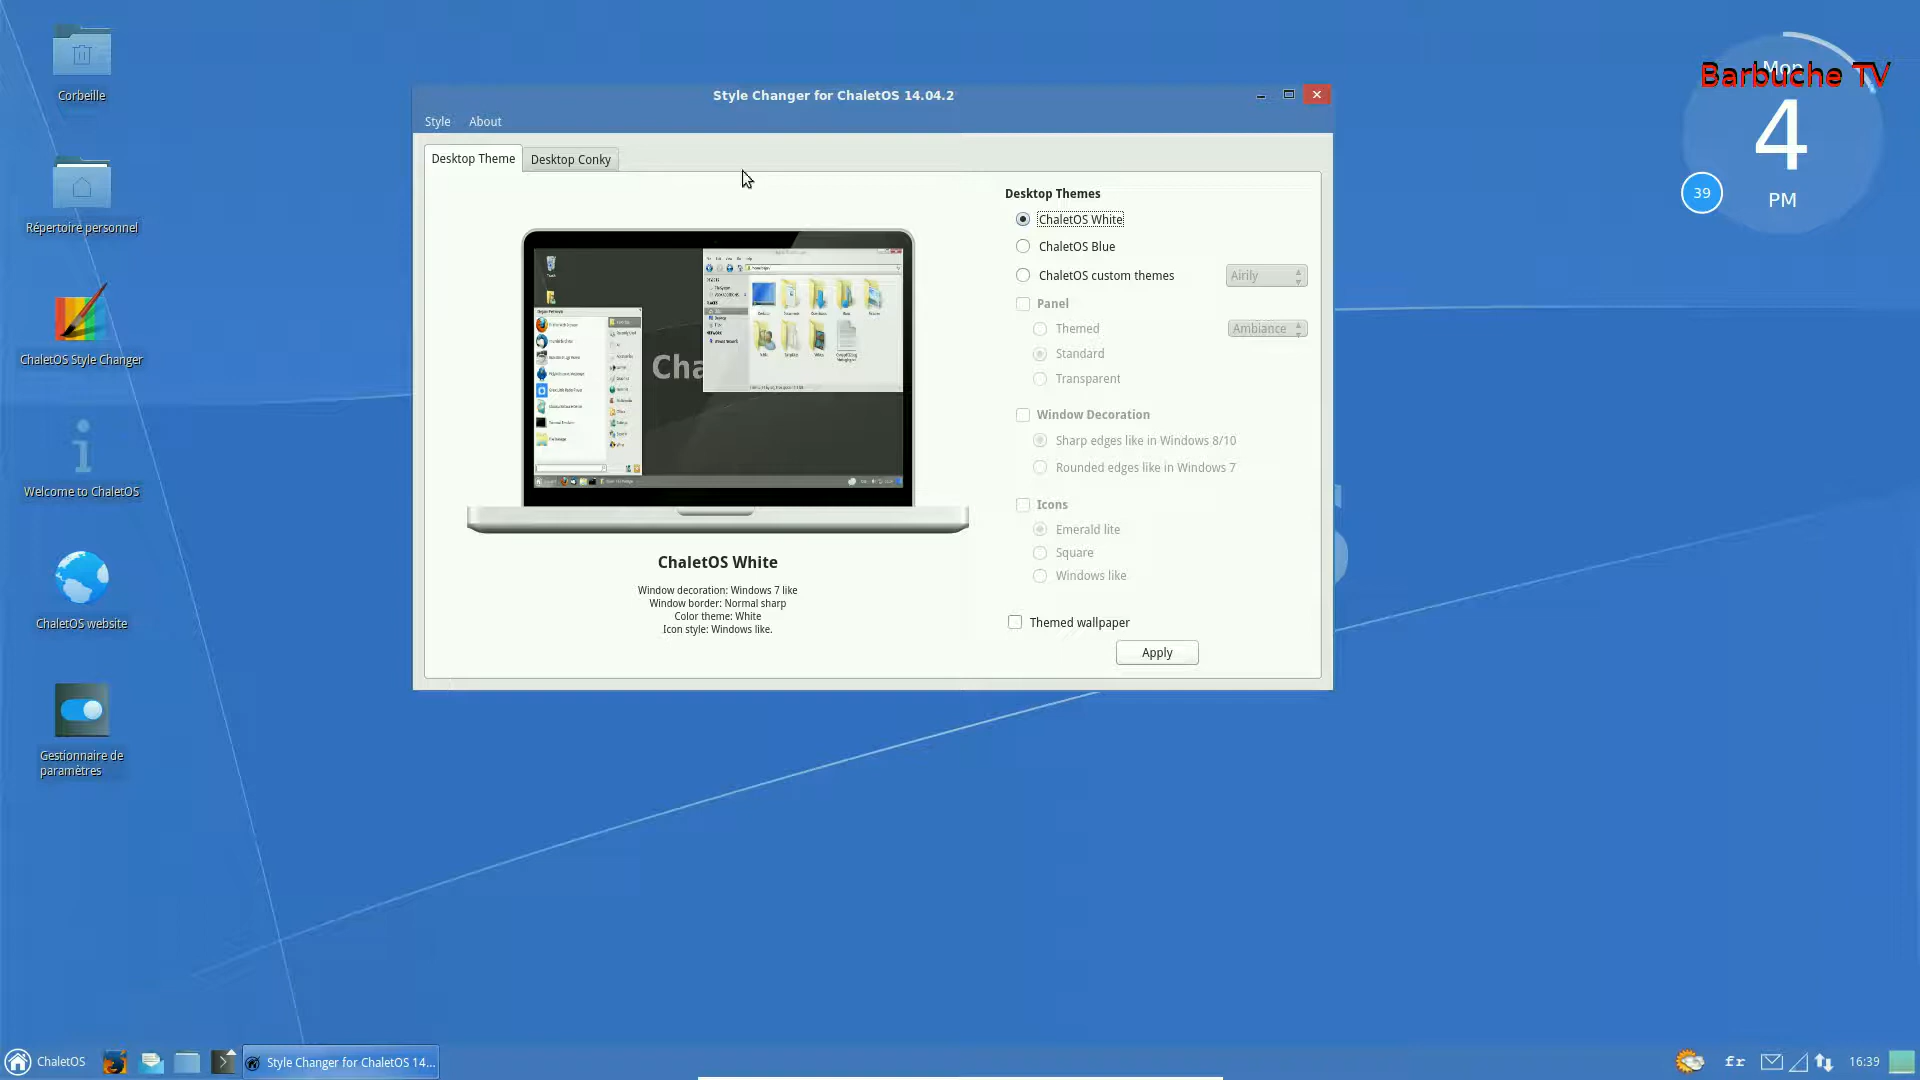 Corbeille
Répertoire personnel
ChaletOS Style Changer
Welcome to ChaletOS
ChaletOS website
Gestionnaire de
paramètres
Style Changer for ChaletOS 14.04.2
Style About
Desktop Theme Desktop Conky
Cha
ChaletOS White
Window decoration: Windows 7 like
Window border: Normal sharp
Color theme: White
Icon style: Windows like.
Desktop Themes
ChaletOS White
ChaletOS Blue
ChaletOS custom themes Airily
Panel
Themed Ambiance
Standard
Transparent
Window Decoration
Sharp edges like in Windows 8/10
Rounded edges like in Windows 7
Icons
Emerald lite
Square
Windows like
Themed wallpaper
Apply
Mon
Barbuche TV
4
39
PM
ChaletOS
Style Changer for ChaletOS 14...
fr
16:39